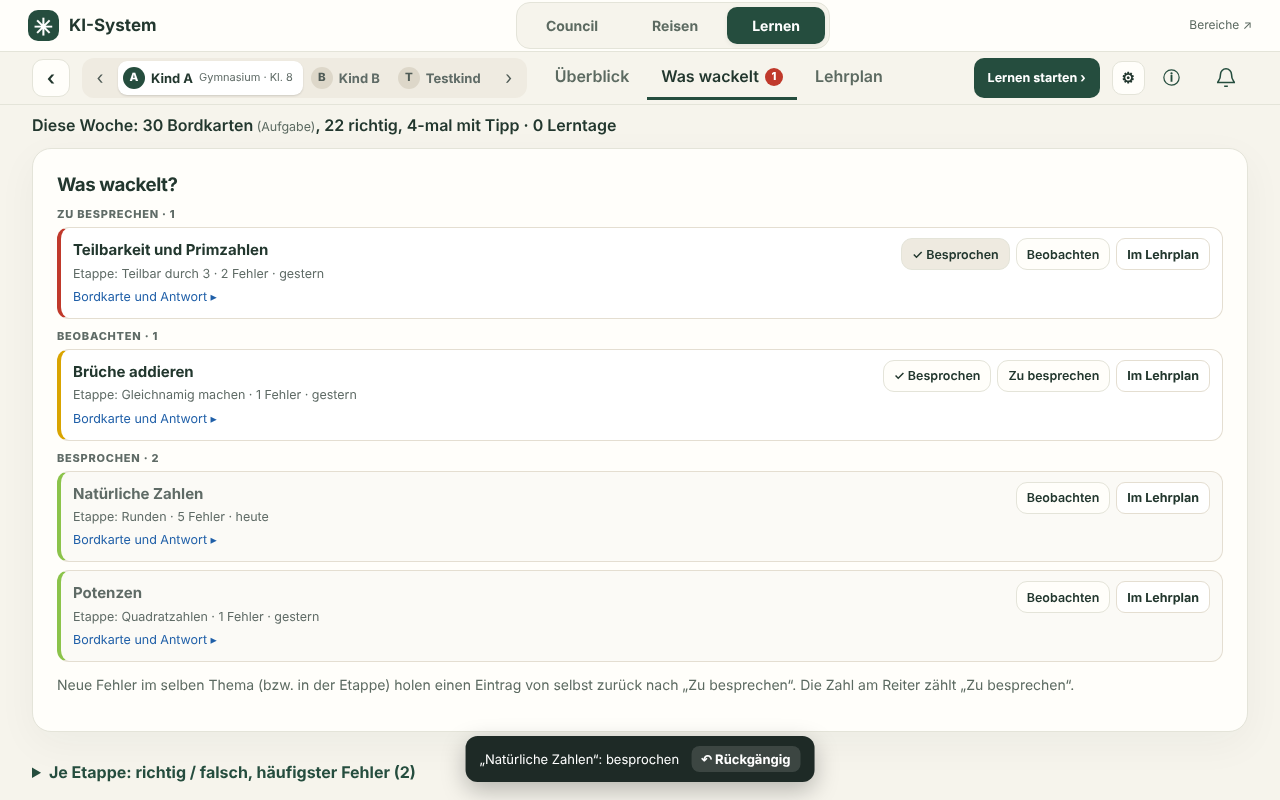 KI-System
Council Reisen Lernen
Bereiche ↗
‹ ‹ A Kind A Gymnasium · Kl. 8 B Kind B T Testkind ›
Überblick Was wackelt 1 Lehrplan
Lernen starten ›
Diese Woche: 30 Bordkarten (Aufgabe), 22 richtig, 4-mal mit Tipp · 0 Lerntage
Was wackelt?
ZU BESPRECHEN · 1
Teilbarkeit und Primzahlen
✓ Besprochen Beobachten Im Lehrplan
Etappe: Teilbar durch 3 · 2 Fehler · gestern
Bordkarte und Antwort ▸
BEOBACHTEN · 1
Brüche addieren
✓ Besprochen Zu besprechen Im Lehrplan
Etappe: Gleichnamig machen · 1 Fehler · gestern
Bordkarte und Antwort ▸
BESPROCHEN · 2
Natürliche Zahlen
Beobachten Im Lehrplan
Etappe: Runden · 5 Fehler · heute
Bordkarte und Antwort ▸
Potenzen
Beobachten Im Lehrplan
Etappe: Quadratzahlen · 1 Fehler · gestern
Bordkarte und Antwort ▸
Neue Fehler im selben Thema (bzw. in der Etappe) holen einen Eintrag von selbst zurück nach „Zu besprechen“. Die Zahl am Reiter zählt „Zu besprechen“.
„Natürliche Zahlen“: besprochen ↶ Rückgängig
▶ Je Etappe: richtig / falsch, häufigster Fehler (2)